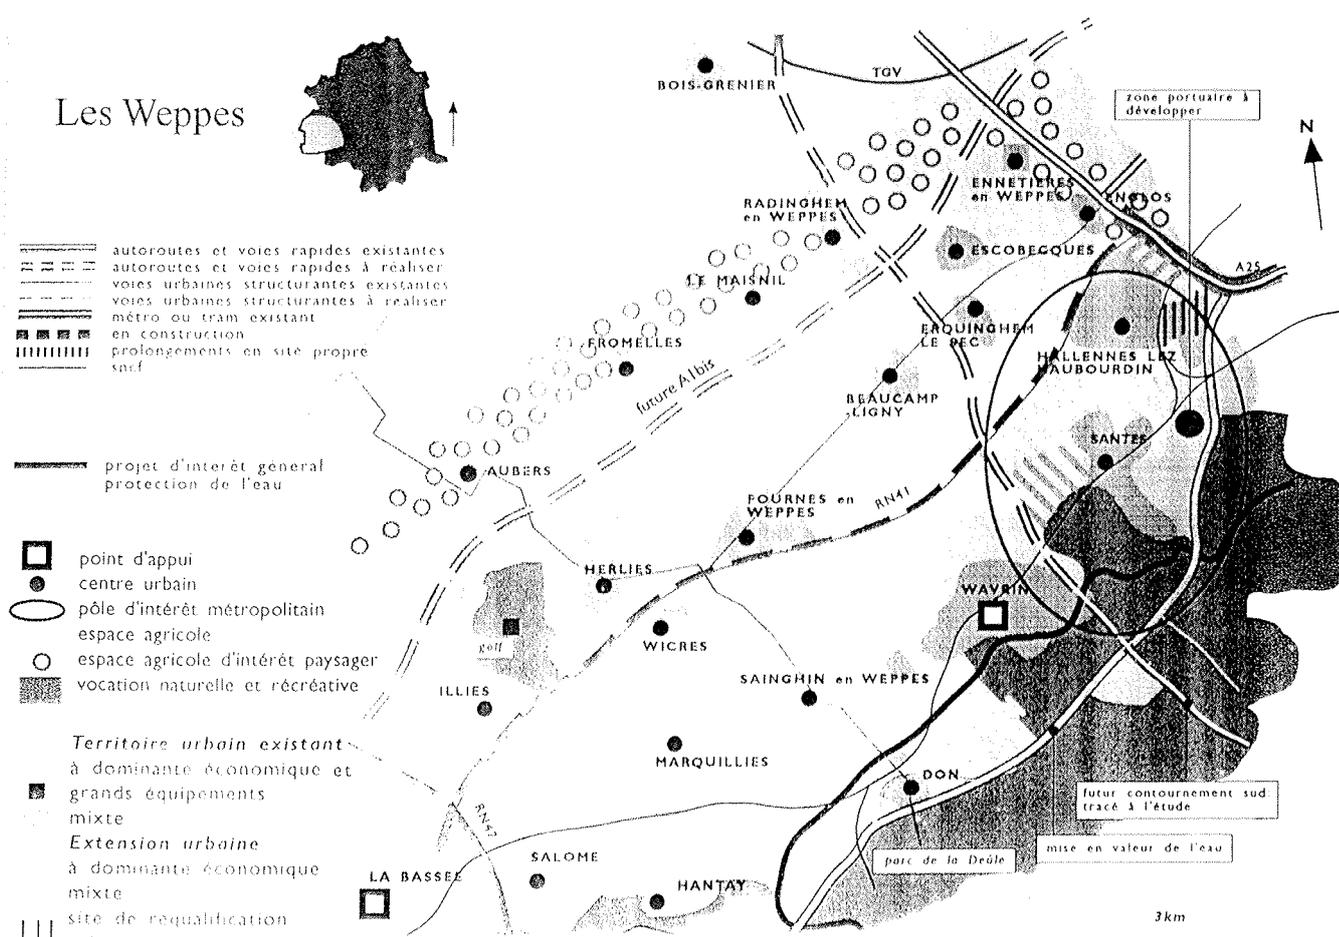 Les Weppes
autoroutes et voies rapides existantes
autoroutes et voies rapides à réaliser
voies urbaines structurantes existantes
voies urbaines structurantes à réaliser
métro ou tram existant
en construction
prolongements en site propre
sncf
projet d'intérêt général
protection de l'eau
point d'appui
centre urbain
pôle d'intérêt métropolitain
espace agricole
espace agricole d'intérêt paysager
vocation naturelle et récréative
Territoire urbain existant
à dominante économique et
grands équipements
mixte
Extension urbaine
à dominante économique
mixte
site de requalification
BOIS-GRENIER
TGV
zone portuaire à
développer
N
ENNETIERES
en WEPPES
ENGLOS
RADINGHEM
en WEPPES
ESCOBECQUES
A25
LE MAISNIL
ERQUINGHEM
LE SEC
FROMELLES
HALLENNES LEZ
HAUBOURDIN
future A1bis
BEAUCAMP
LIGNY
SANTES
AUBERS
FOURNES en
WEPPES
RN41
HERLIES
WAVRIN
golf
WICRES
SAINGHIN en WEPPES
ILLIES
MARQUILLIES
DON
futur contournement sud:
tracé à l'étude
RN47
mise en valeur de l'eau
parc de la Deûle
SALOME
LA BASSEE
HANTAY
3km